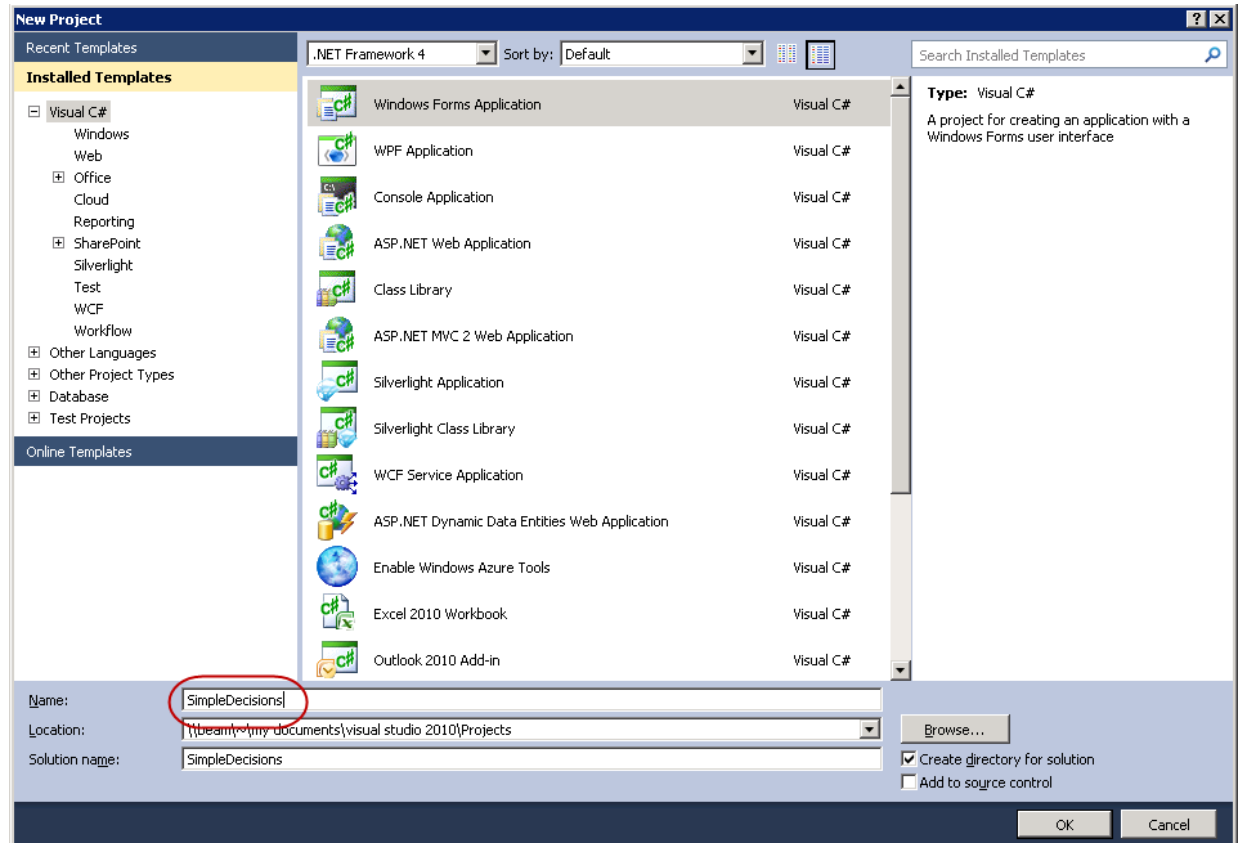 New Project
Recent Templates
Installed Templates
Visual C#
Windows
Web
Office
Cloud
Reporting
SharePoint
Silverlight
Test
WCF
Workflow
Other Languages
Other Project Types
Database
Test Projects
Online Templates
.NET Framework 4 Sort by: Default
Windows Forms Application Visual C#
WPF Application Visual C#
Console Application Visual C#
ASP.NET Web Application Visual C#
Class Library Visual C#
ASP.NET MVC 2 Web Application Visual C#
Silverlight Application Visual C#
Silverlight Class Library Visual C#
WCF Service Application Visual C#
ASP.NET Dynamic Data Entities Web Application Visual C#
Enable Windows Azure Tools Visual C#
Excel 2010 Workbook Visual C#
Outlook 2010 Add-in Visual C#
Search Installed Templates
Type: Visual C#
A project for creating an application with a
Windows Forms user interface
Name: SimpleDecisions
Location: \\beam\~\my documents\visual studio 2010\Projects
Browse...
Solution name: SimpleDecisions
Create directory for solution
Add to source control
OK Cancel